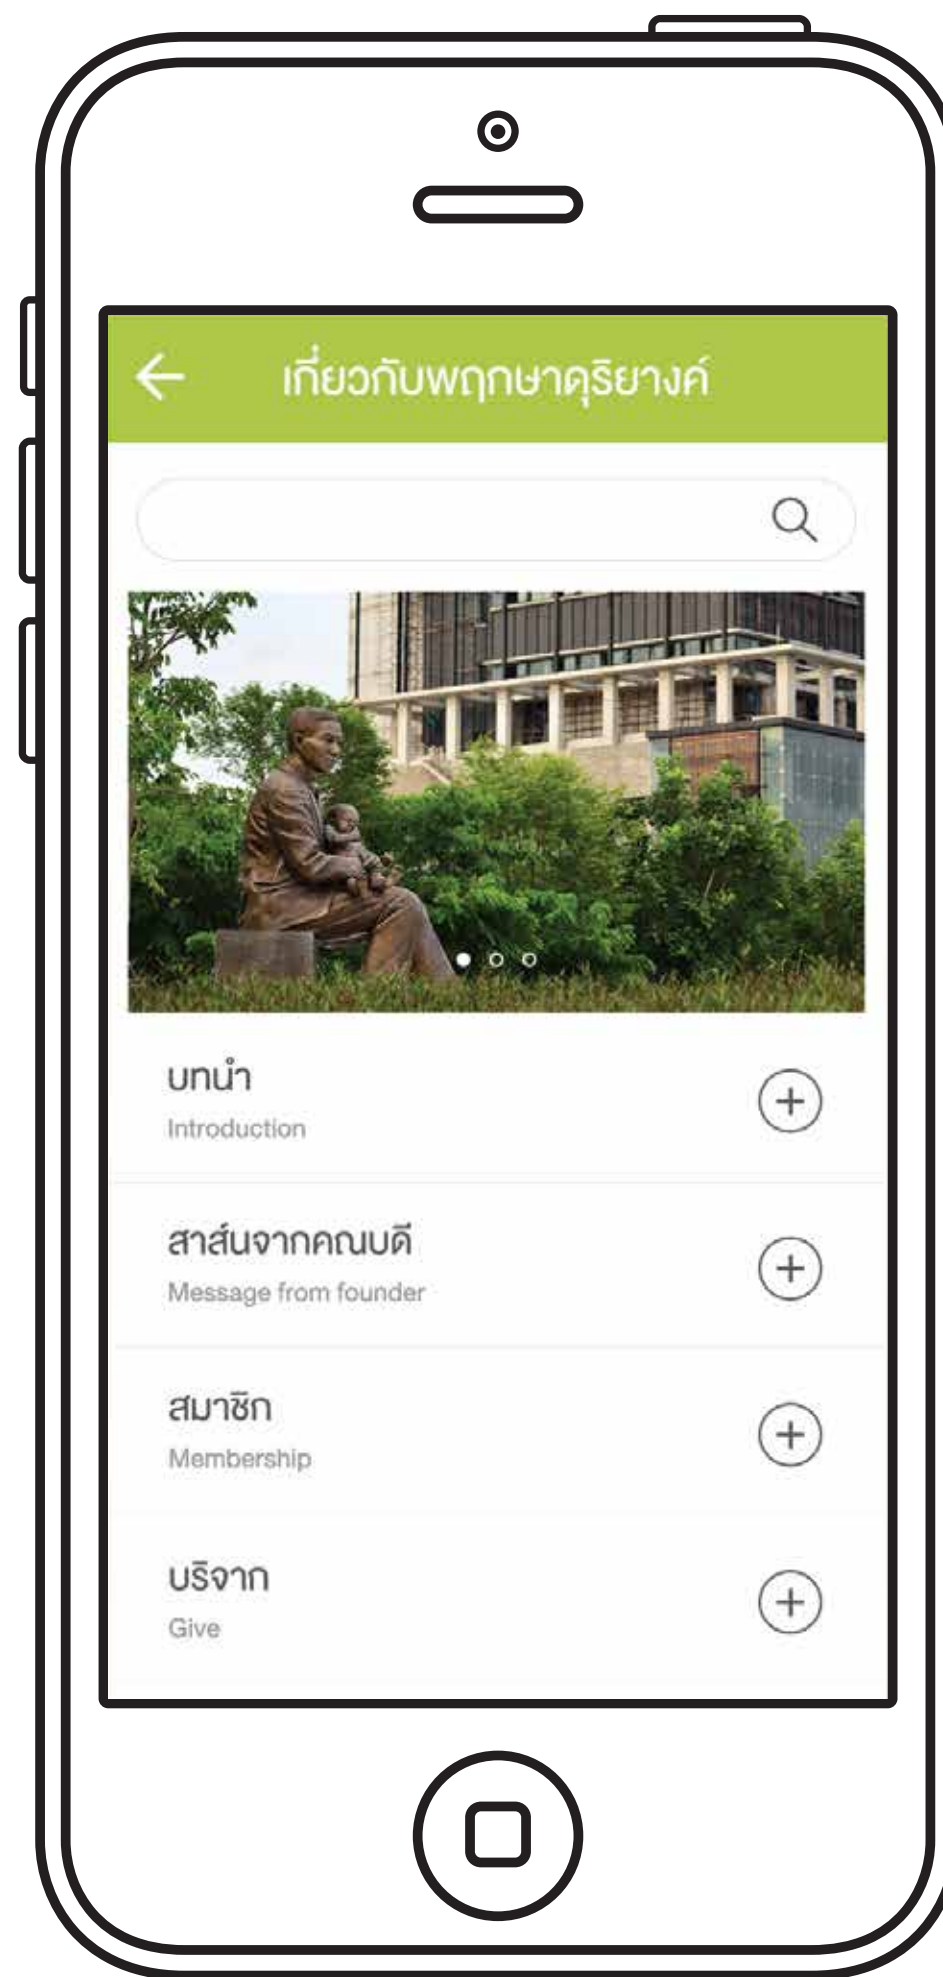 เกี่ยวกับพฤกษาดุริยางค์
บทนำ
Introduction
สาส์นจากคณบดี
Message from founder
สมาชิก
Membership
บริจาก
Give